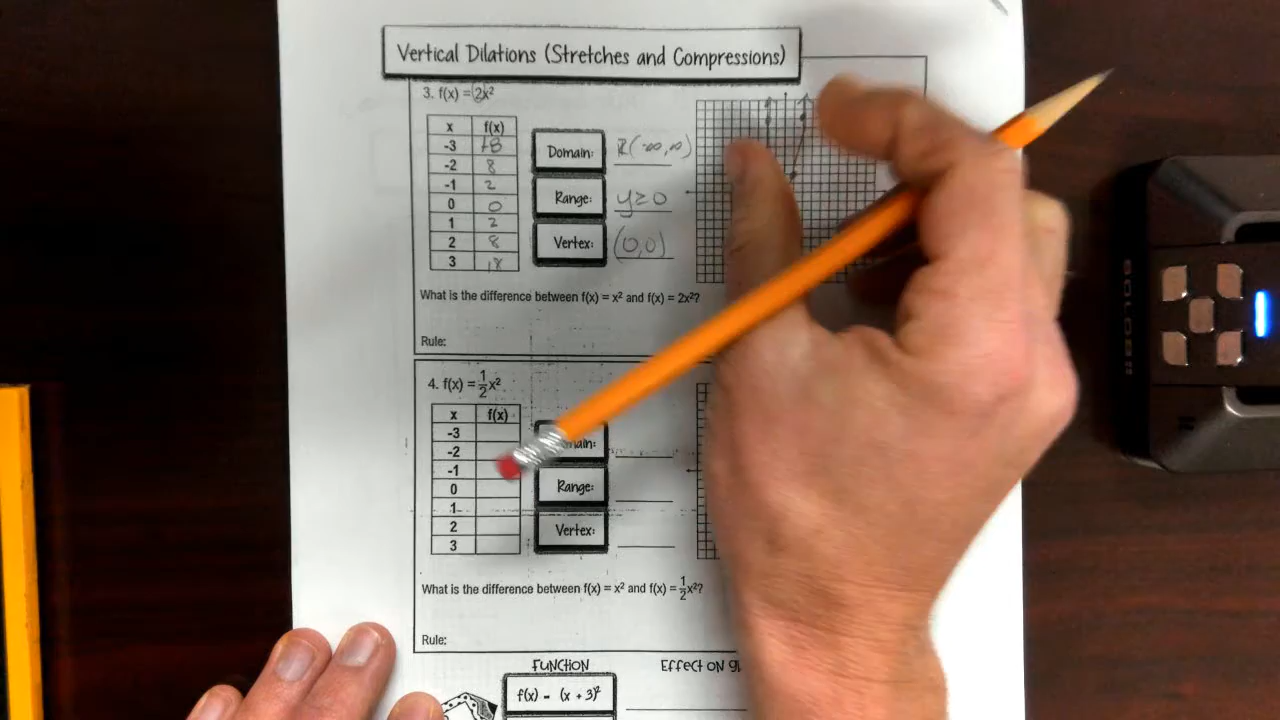 Vertical Dilations (Stretches and Compressions)
3. f(x) = 2x²
x f(x)
-3 18
-2 8
-1 2
0 0
1 2
2 8
3 18
Domain: ℝ(-∞,∞)
Range: y≥0
Vertex: (0,0)
What is the difference between f(x) = x² and f(x) = 2x²?
Rule:
4. f(x) = 1/2x²
x f(x)
-3
-2
-1
0
1
2
3
Range:
Vertex:
What is the difference between f(x) = x² and f(x) = 1/2x²?
Rule:
FUNCTION
EFFECT ON
f(x) = (x + 3)²